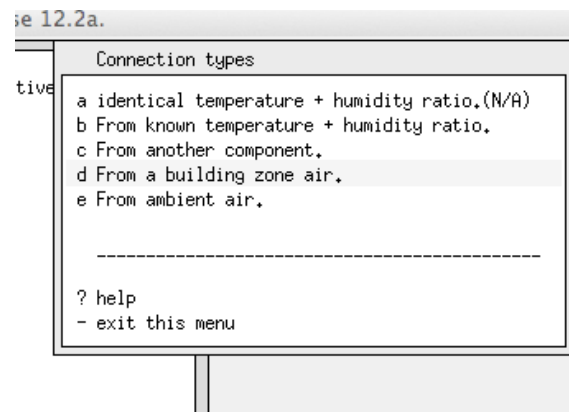 se 12.2a.
Connection types
tive
a identical temperature + humidity ratio.(N/A)
b From known temperature + humidity ratio.
c From another component.
d From a building zone air.
e From ambient air.
? help
- exit this menu